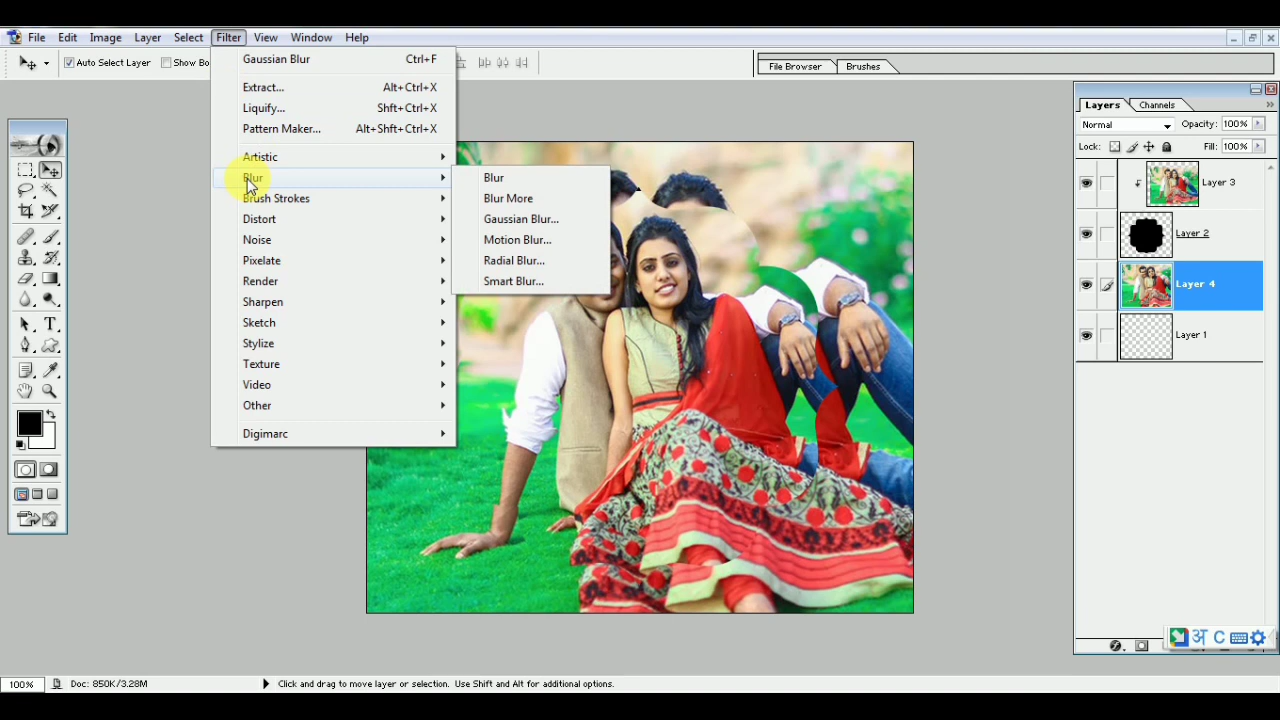 File Edit Image Layer Select Filter View Window Help
Auto Select Layer Show Bo
File Browser Brushes
Gaussian Blur Ctrl+F
Extract... Alt+Ctrl+X
Liquify... Shft+Ctrl+X
Pattern Maker... Alt+Shft+Ctrl+X
Artistic
Blur
Brush Strokes
Distort
Noise
Pixelate
Render
Sharpen
Sketch
Stylize
Texture
Video
Other
Digimarc
Blur
Blur More
Gaussian Blur...
Motion Blur...
Radial Blur...
Smart Blur...
Layers Channels
Normal Opacity: 100%
Lock: Fill: 100%
Layer 3
Layer 2
Layer 4
Layer 1
अ C
100% Doc: 850K/3.28M Click and drag to move layer or selection. Use Shift and Alt for additional options.